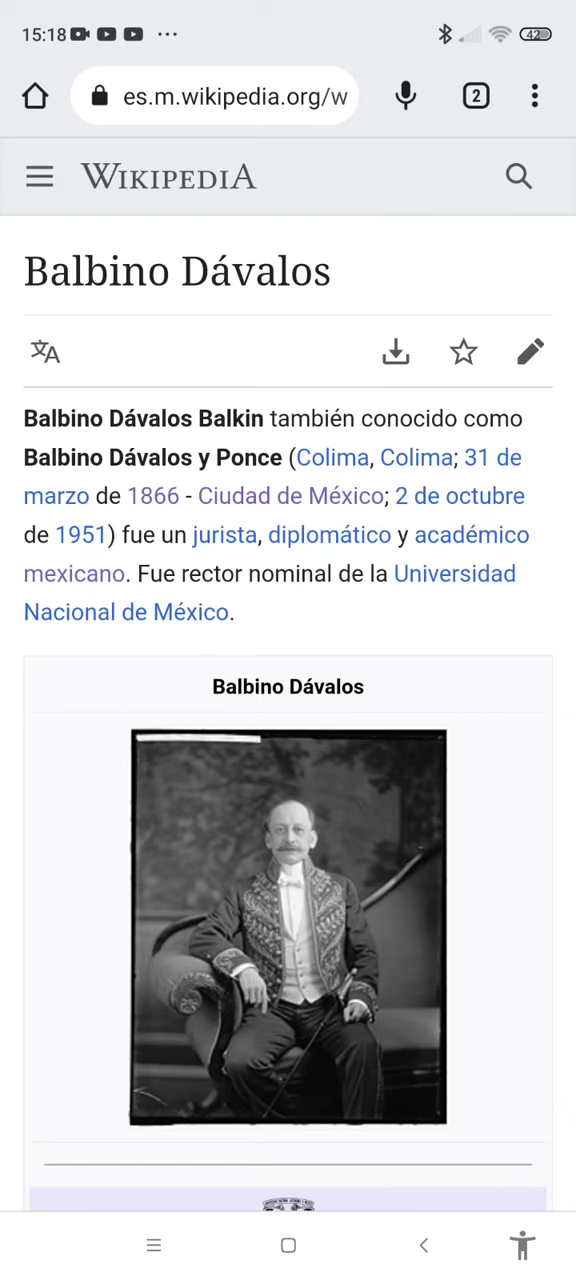 15:18
42
es.m.wikipedia.org/w
2
WIKIPEDIA
Balbino Dávalos
Balbino Dávalos Balkin también conocido como
Balbino Dávalos y Ponce (Colima, Colima; 31 de
marzo de 1866 - Ciudad de México; 2 de octubre
de 1951) fue un jurista, diplomático y académico
mexicano. Fue rector nominal de la Universidad
Nacional de México.
Balbino Dávalos